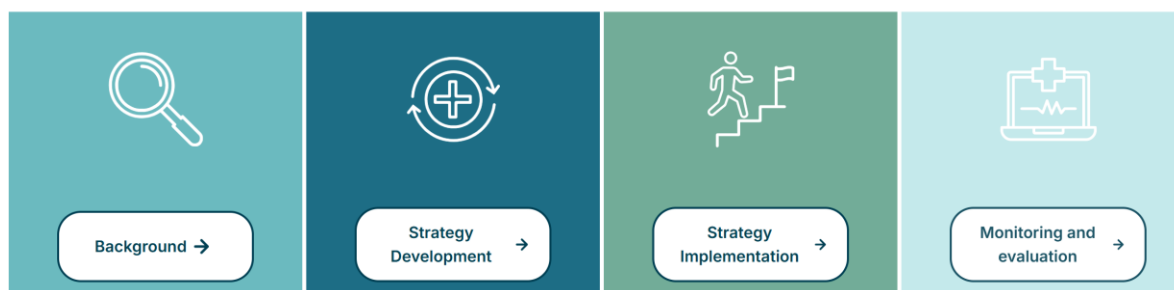 Background
Strategy
Development
Strategy
Implementation
Monitoring and
evaluation